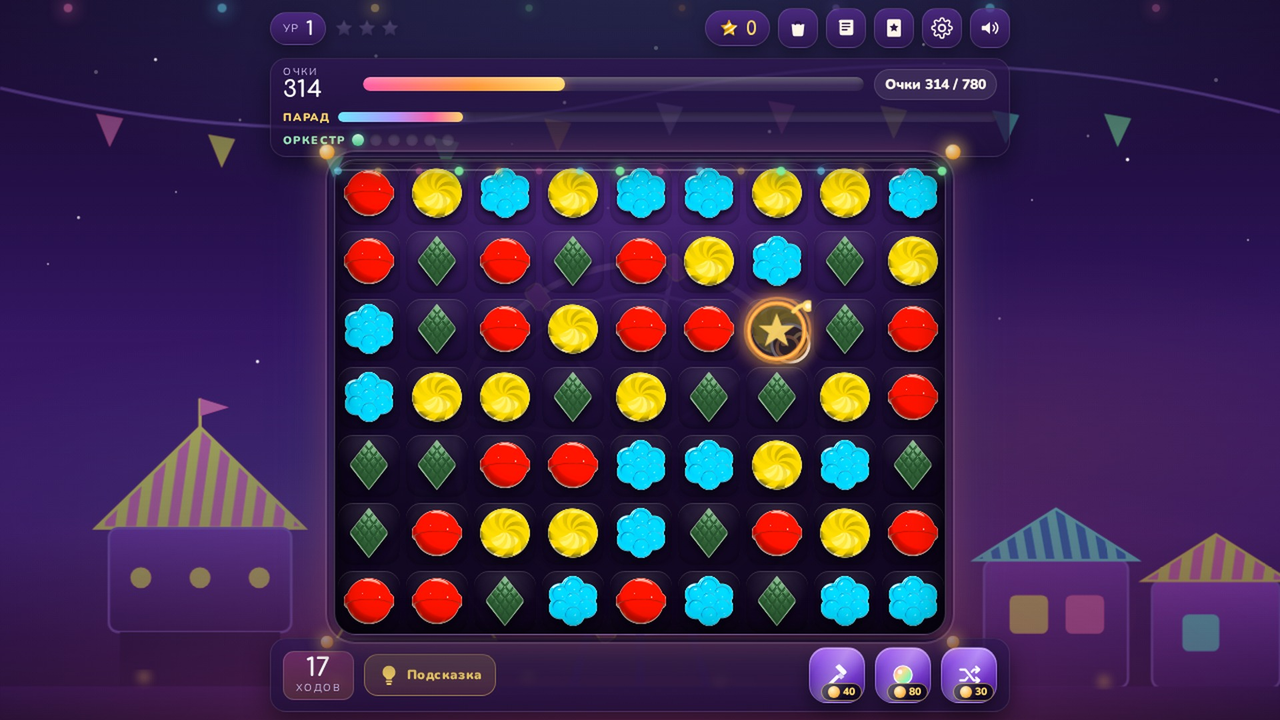 УР 1
0
ОЧКИ
314
Очки 314 / 780
ПАРАД
ОРКЕСТР
17
ХОДОВ
Подсказка
40
80
30